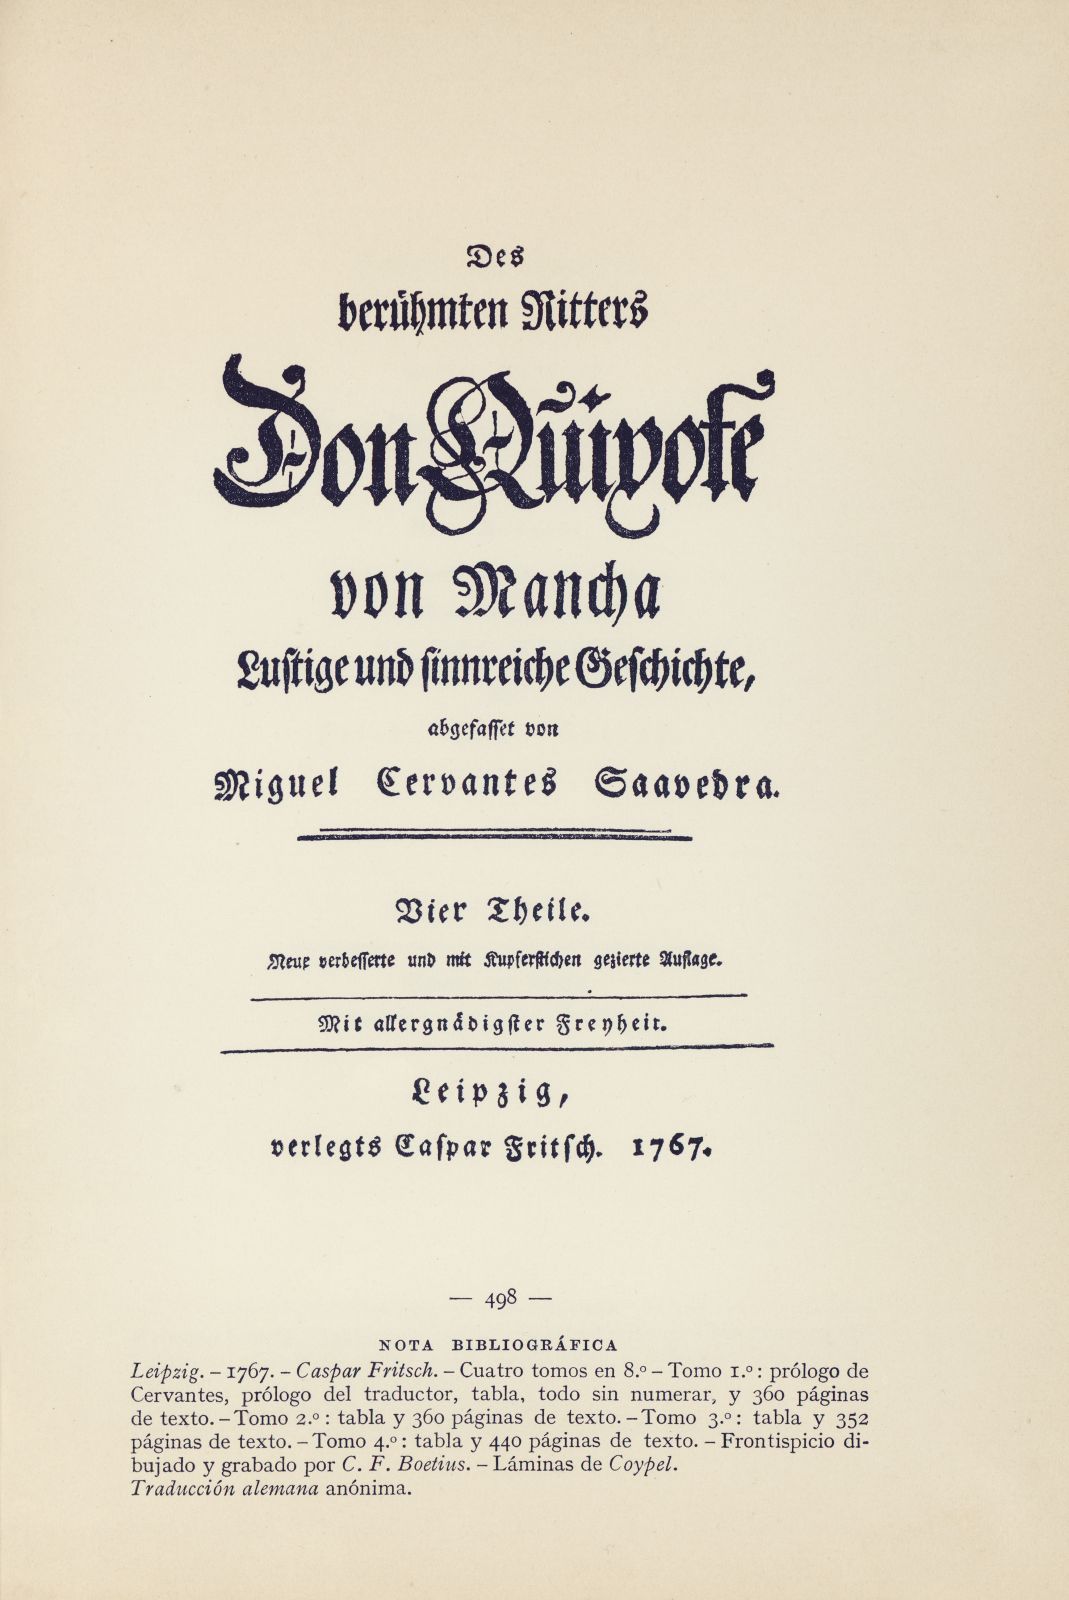 Des
berühmten Ritters
Don Quixote
von Mancha
Lustige und sinnreiche Geschichte,
abgefasset von
Miguel Cervantes Saavedra.
Vier Theile.
Neue verbesserte und mit Kupferstichen gezierte Auflage.
Mit allergnädigster Freyheit.
Leipzig,
verlegts Caspar Fritsch. 1767.
— 498 —
NOTA BIBLIOGRÁFICA
Leipzig. – 1767. – Caspar Fritsch. – Cuatro tomos en 8.º – Tomo 1.º: prólogo de
Cervantes, prólogo del traductor, tabla, todo sin numerar, y 360 páginas
de texto. – Tomo 2.º: tabla y 360 páginas de texto. – Tomo 3.º: tabla y 352
páginas de texto. – Tomo 4.º: tabla y 440 páginas de texto. – Frontispicio di-
bujado y grabado por C. F. Boetius. – Láminas de Coypel.
Traducción alemana anónima.